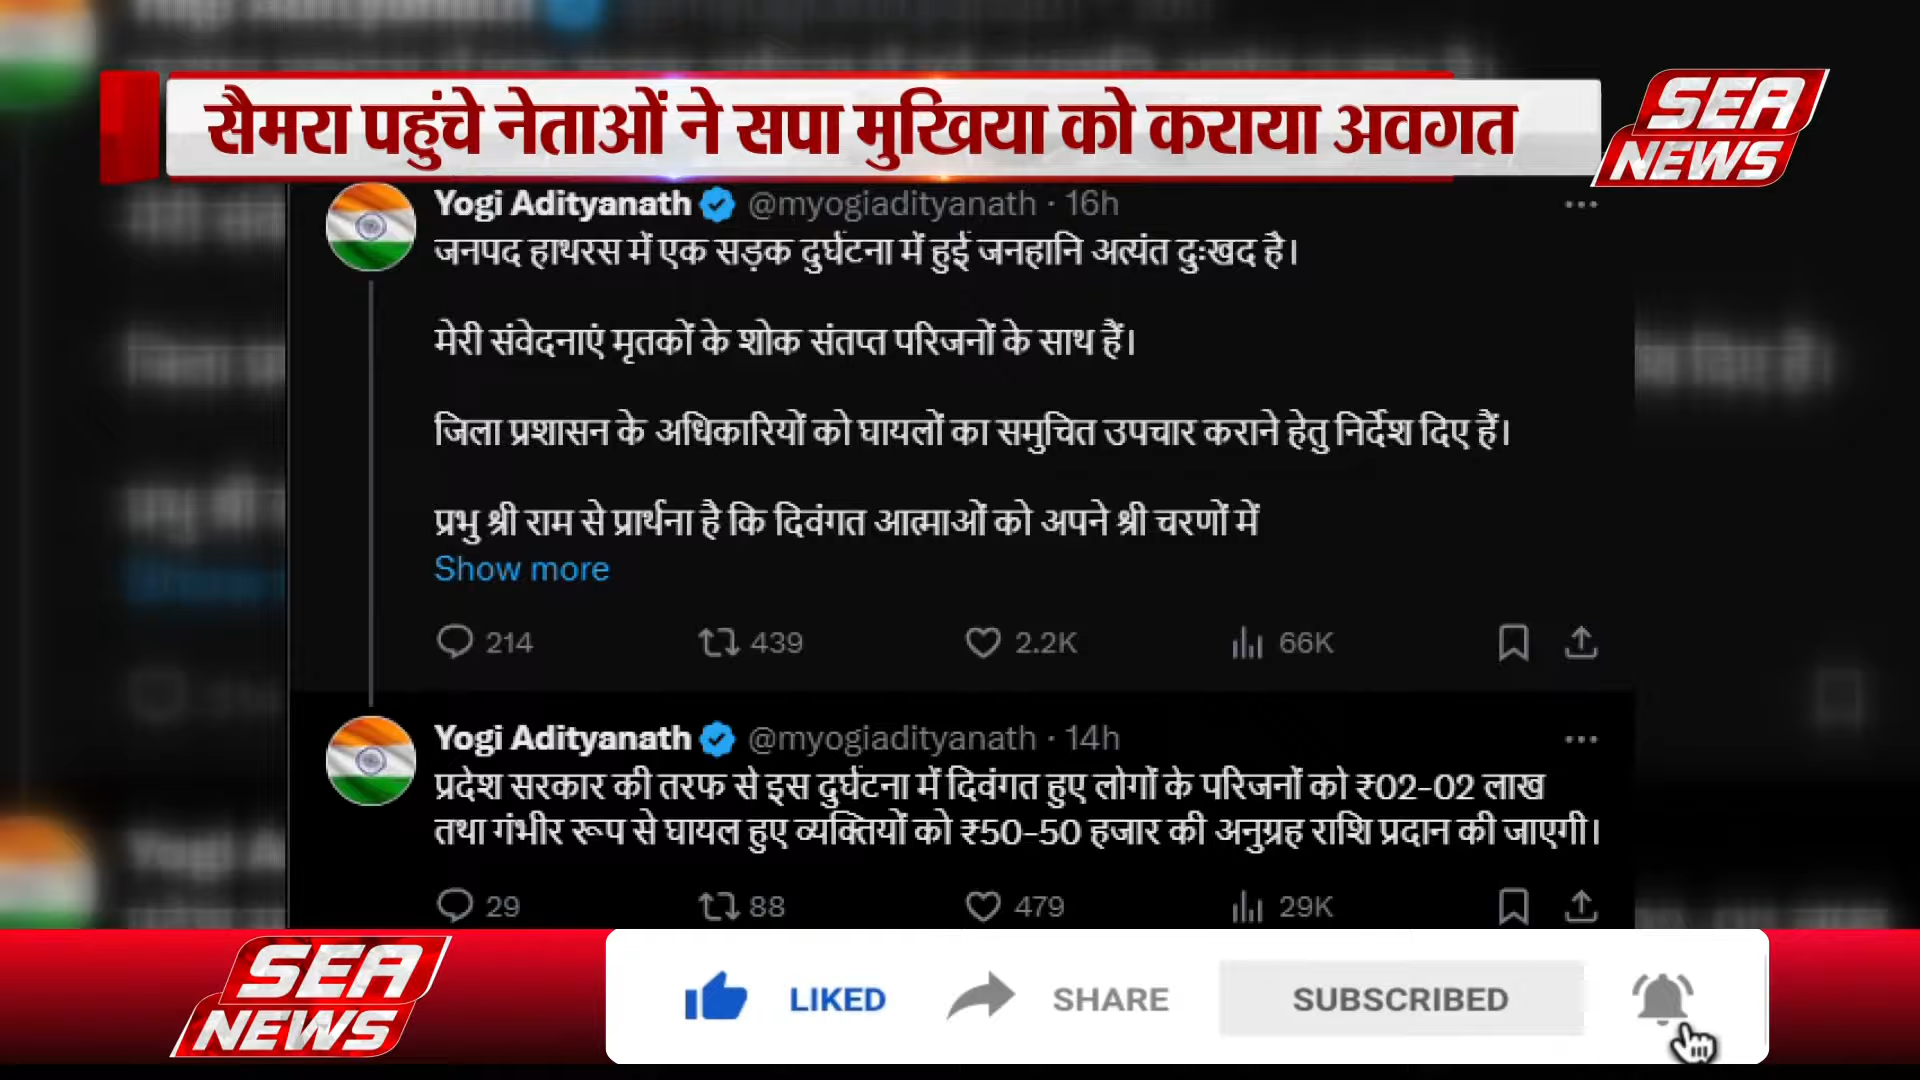 सैमरा पहुंचे नेताओं ने सपा मुखिया को कराया अवगत
SEA
NEWS
Yogi Adityanath @myogiadityanath · 16h
जनपद हाथरस में एक सड़क दुर्घटना में हुई जनहानि अत्यंत दुःखद है।
मेरी संवेदनाएं मृतकों के शोक संतप्त परिजनों के साथ हैं।
जिला प्रशासन के अधिकारियों को घायलों का समुचित उपचार कराने हेतु निर्देश दिए हैं।
प्रभु श्री राम से प्रार्थना है कि दिवंगत आत्माओं को अपने श्री चरणों में
Show more
214 439 2.2K 66K
Yogi Adityanath @myogiadityanath · 14h
प्रदेश सरकार की तरफ से इस दुर्घटना में दिवंगत हुए लोगों के परिजनों को ₹02-02 लाख
तथा गंभीर रूप से घायल हुए व्यक्तियों को ₹50-50 हजार की अनुग्रह राशि प्रदान की जाएगी।
29 88 479 29K
SEA
NEWS
LIKED SHARE SUBSCRIBED